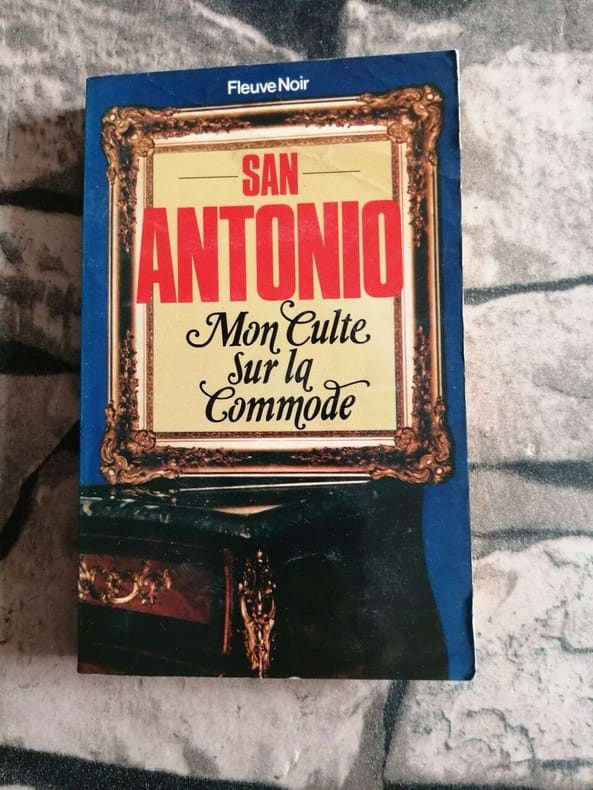 Fleuve Noir
SAN
ANTONIO
Mon Culte
sur la
Commode